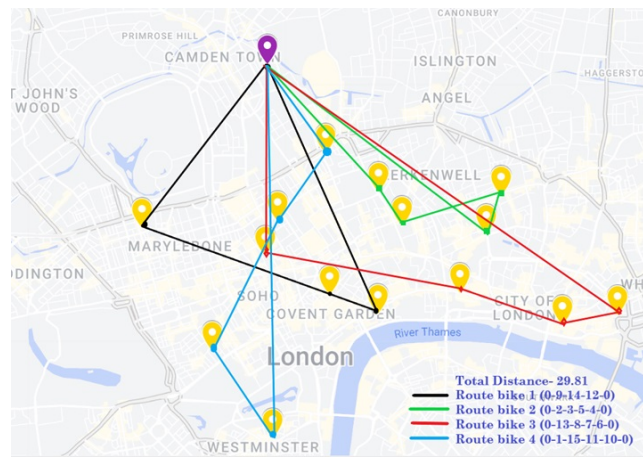 CANONBURY
PRIMROSE HILL
CAMDEN TOWN
ISLINGTON
HAGGERSTO
ST JOHN'S
WOOD
ANGEL
ERKENWELL
MARYLEBONE
DDINGTON
SOHO
COVENT GARDEN
CITY OF
LONDON
WH
River Thames
London
WESTMINSTER
Total Distance- 29.81
Route bike 1 (0-9-14-12-0)
Route bike 2 (0-2-3-5-4-0)
Route bike 3 (0-13-8-7-6-0)
Route bike 4 (0-1-15-11-10-0)